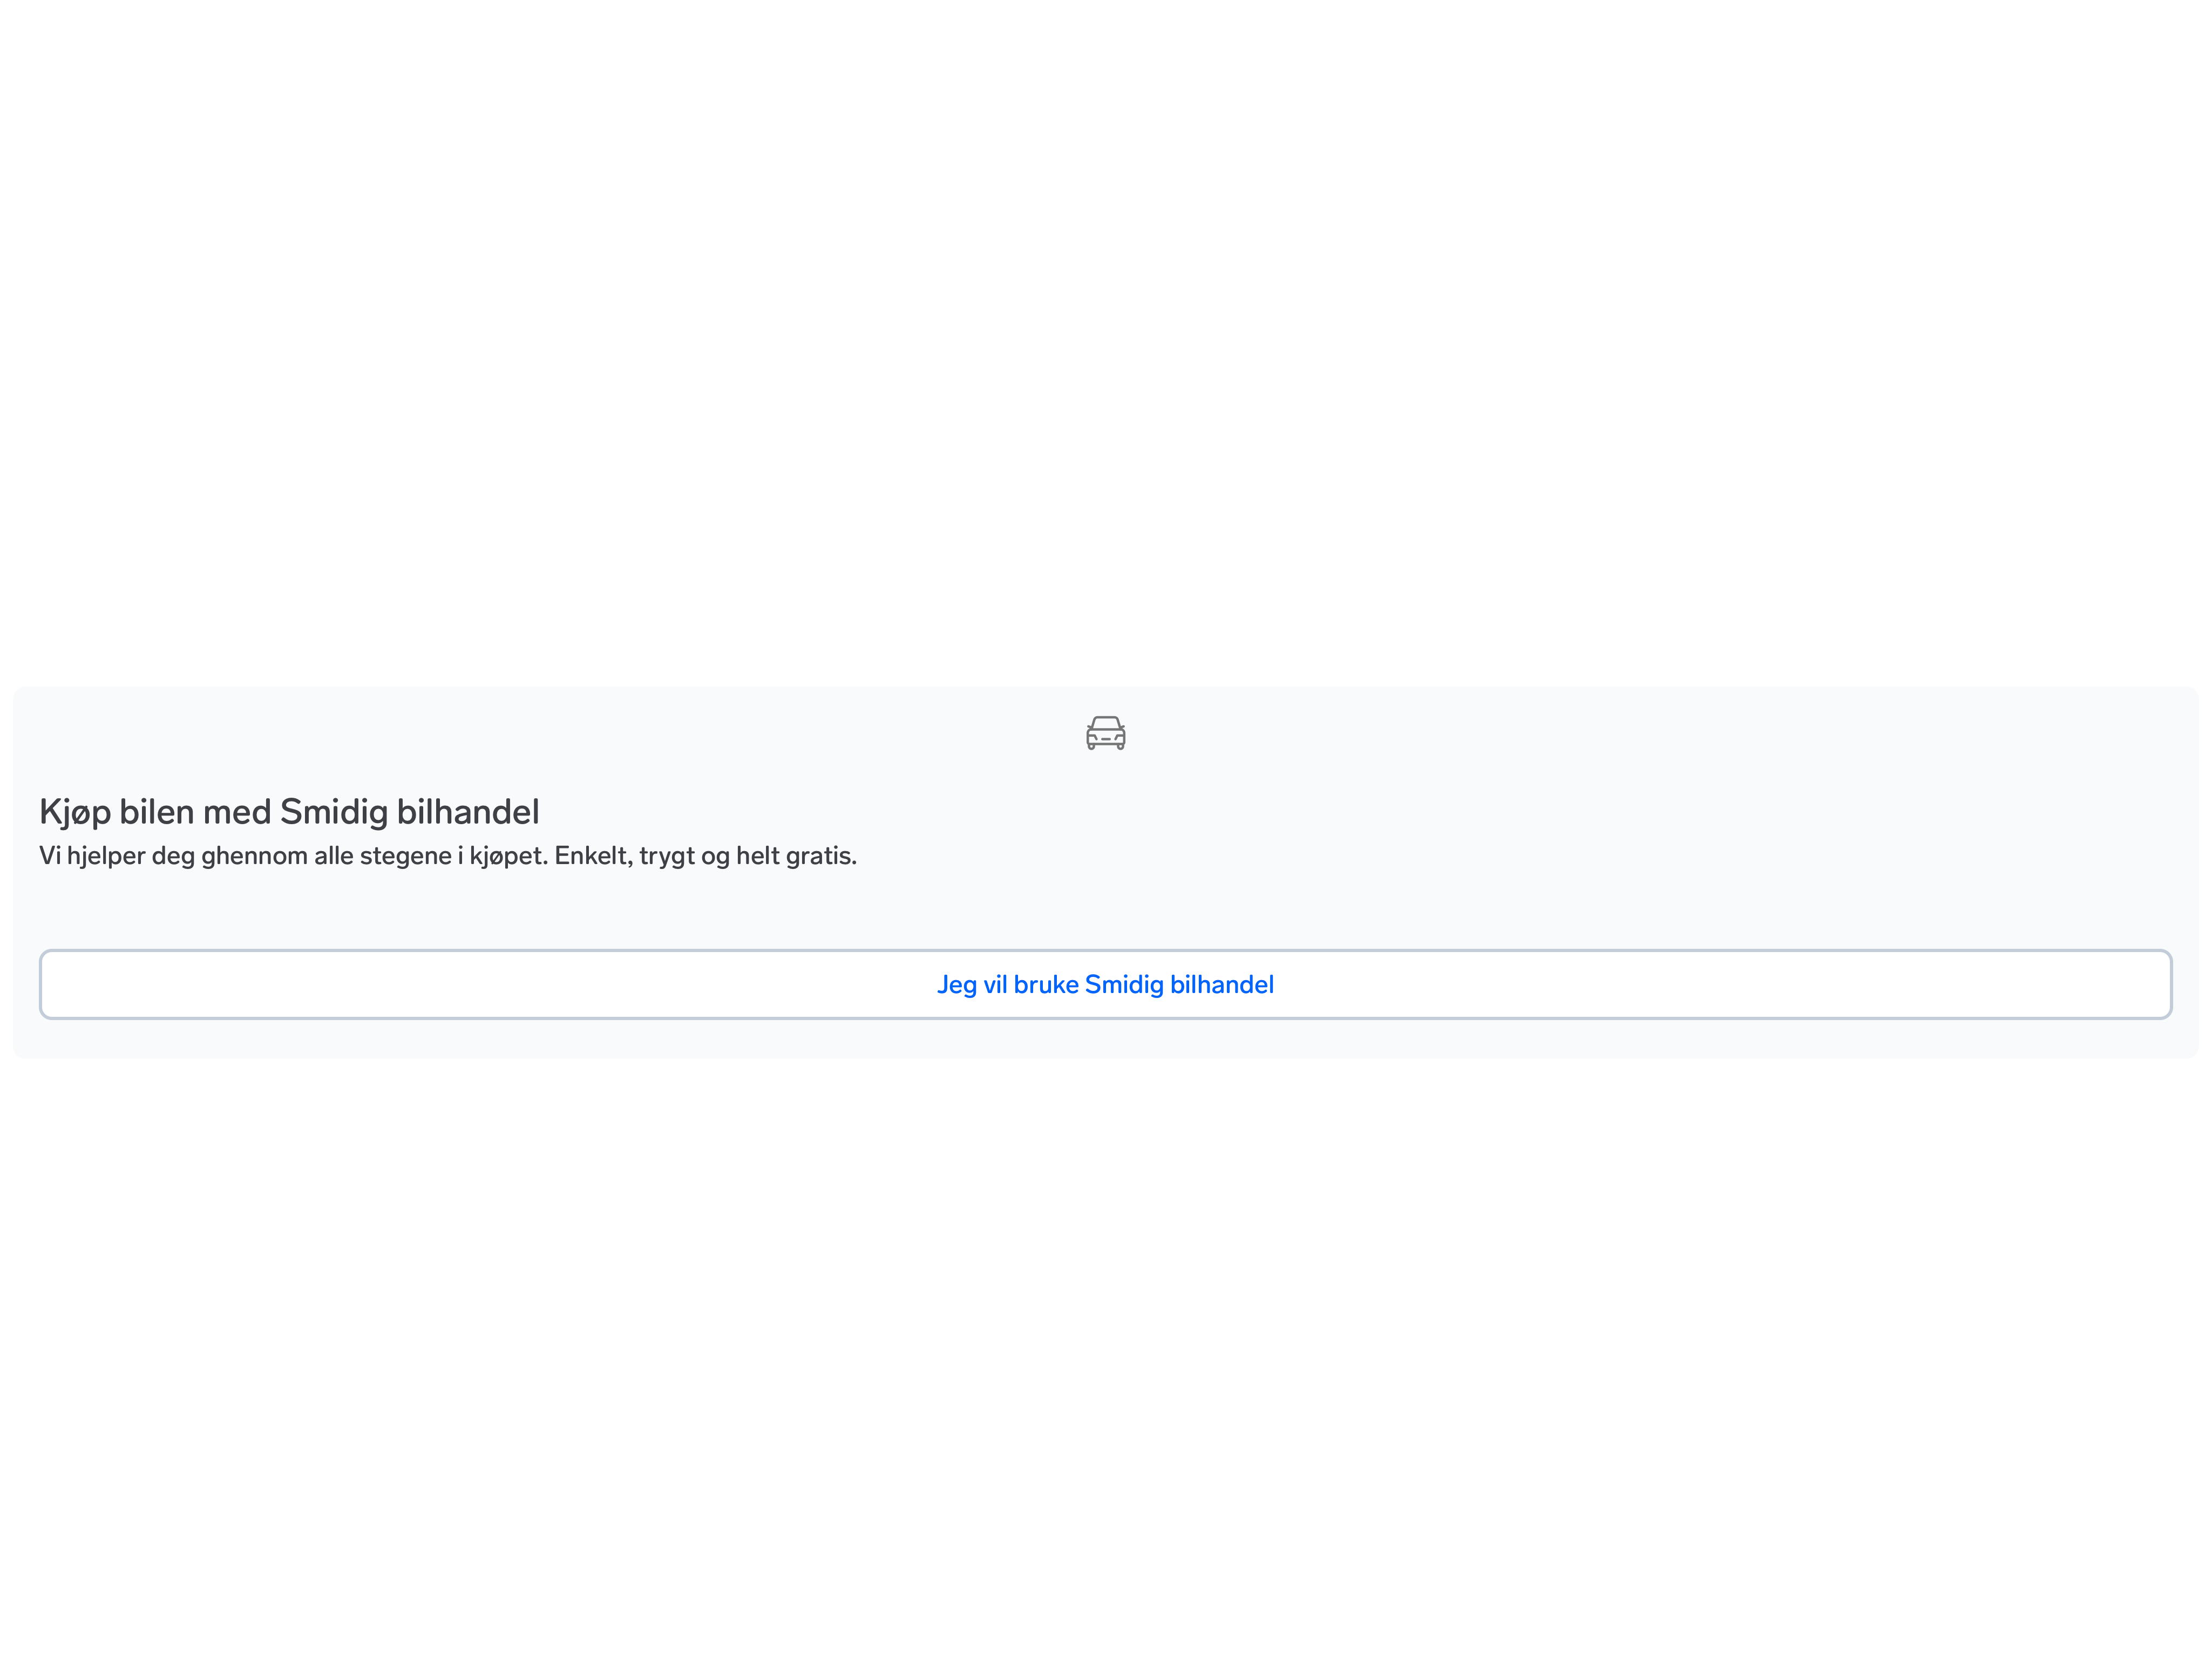 Kjøp bilen med Smidig bilhandel
Vi hjelper deg ghennom alle stegene i kjøpet. Enkelt, trygt og helt gratis.
Jeg vil bruke Smidig bilhandel